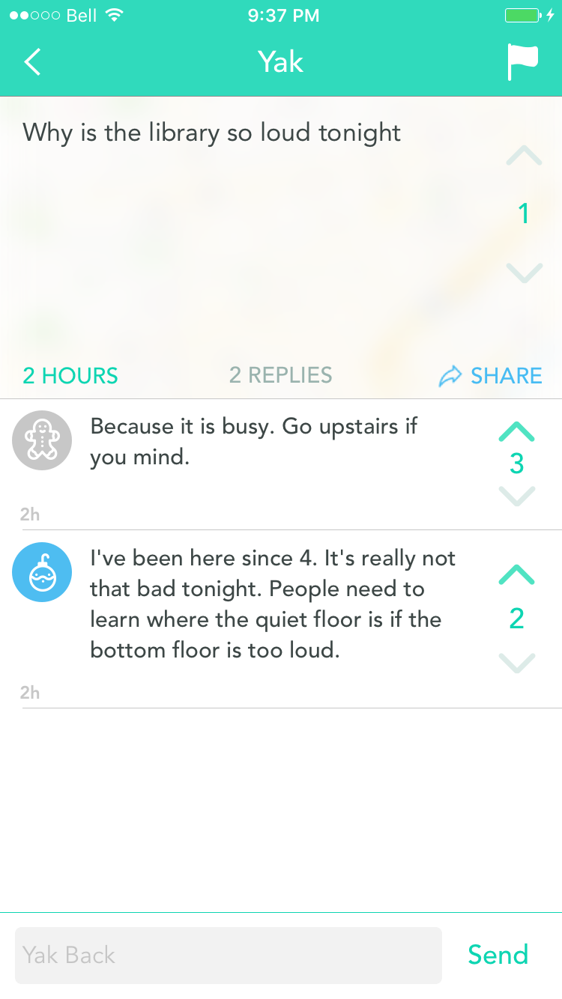 Bell 9:37 PM
Yak
Why is the library so loud tonight
1
2 HOURS 2 REPLIES SHARE
Because it is busy. Go upstairs if
you mind.
3
2h
I've been here since 4. It's really not
that bad tonight. People need to
learn where the quiet floor is if the
bottom floor is too loud.
2
2h
Yak Back Send